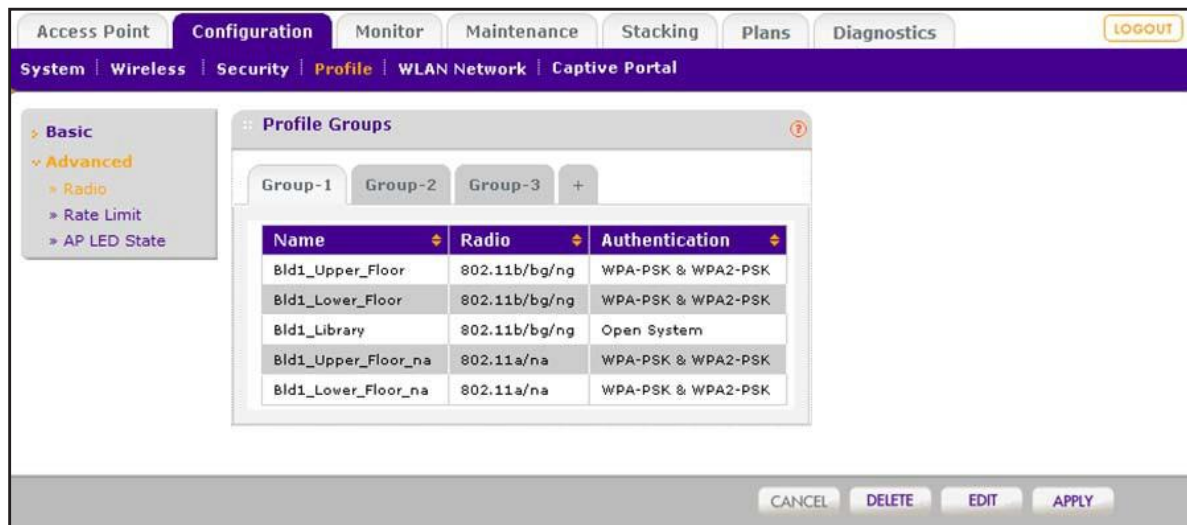 Access Point Configuration Monitor Maintenance Stacking Plans Diagnostics LOGOUT
System Wireless Security Profile WLAN Network Captive Portal
Basic
Advanced
» Radio
» Rate Limit
» AP LED State
Profile Groups ?
Group-1 Group-2 Group-3 +
Name Radio Authentication
Bld1_Upper_Floor 802.11b/bg/ng WPA-PSK & WPA2-PSK
Bld1_Lower_Floor 802.11b/bg/ng WPA-PSK & WPA2-PSK
Bld1_Library 802.11b/bg/ng Open System
Bld1_Upper_Floor_na 802.11a/na WPA-PSK & WPA2-PSK
Bld1_Lower_Floor_na 802.11a/na WPA-PSK & WPA2-PSK
CANCEL DELETE EDIT APPLY